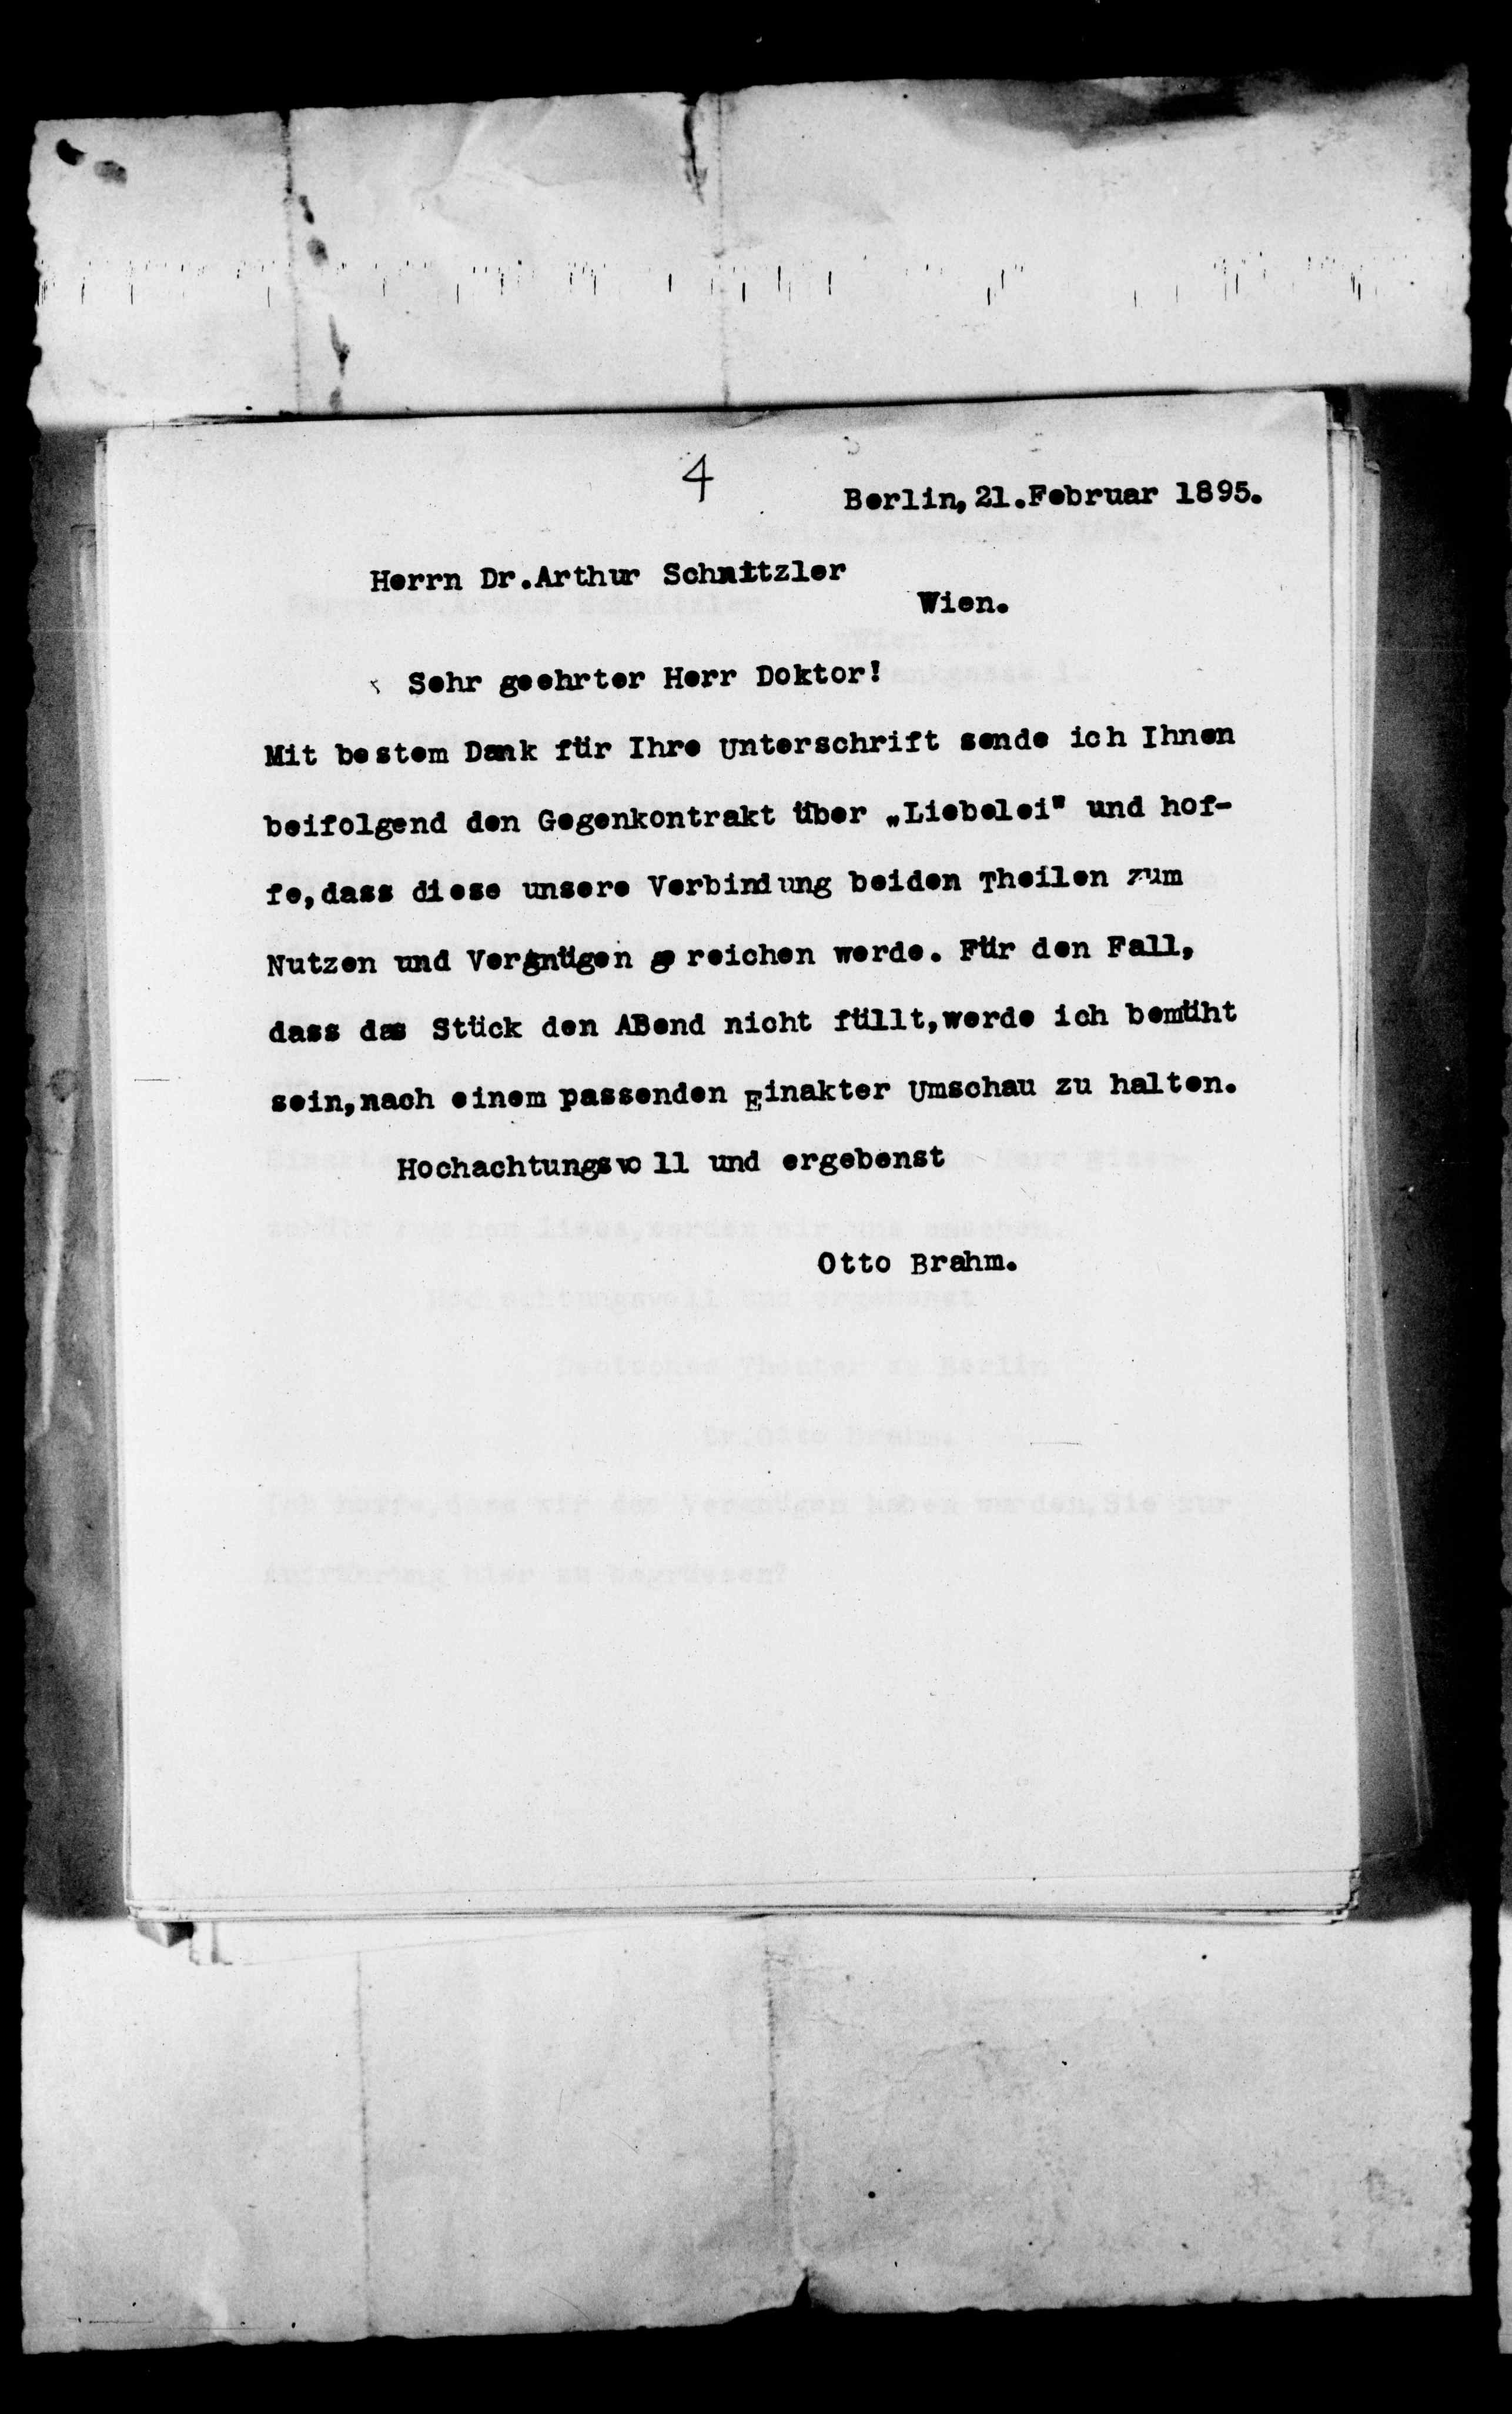 4
Berlin, 21.Februar 1895.
Herrn Dr.Arthur Schnitzler
Wien.
Sehr geehrter Herr Doktor!
Mit bestem Dank für Ihre Unterschrift sende ich Ihnen
beifolgend den Gegenkontrakt über „Liebelei" und hof-
fe,dass diese unsere Verbindung beiden Theilen zum
Nutzen und Vergnügen ge reichen werde. Für den Fall,
dass das Stück den ABend nicht füllt,werde ich bemüht
sein,nach einem passenden Einakter Umschau zu halten.
Hochachtungsvoll und ergebenst
Otto Brahm.